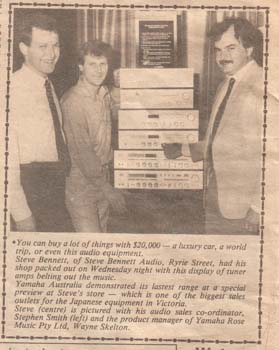 •You can buy a lot of things with $20,000 — a luxury car, a world
trip, or even this audio equipment.
Steve Bennett, of Steve Bennett Audio, Ryrie Street, had his
shop packed out on Wednesday night with this display of tuner
amps belting out the music.
Yamaha Australia demonstrated its lastest range at a special
preview at Steve's store — which is one of the biggest sales
outlets for the Japanese equipment in Victoria.
Steve (centre) is pictured with his audio sales co-ordinator,
Stephen Smith (left) and the product manager of Yamaha Rose
Music Pty Ltd, Wayne Skelton.